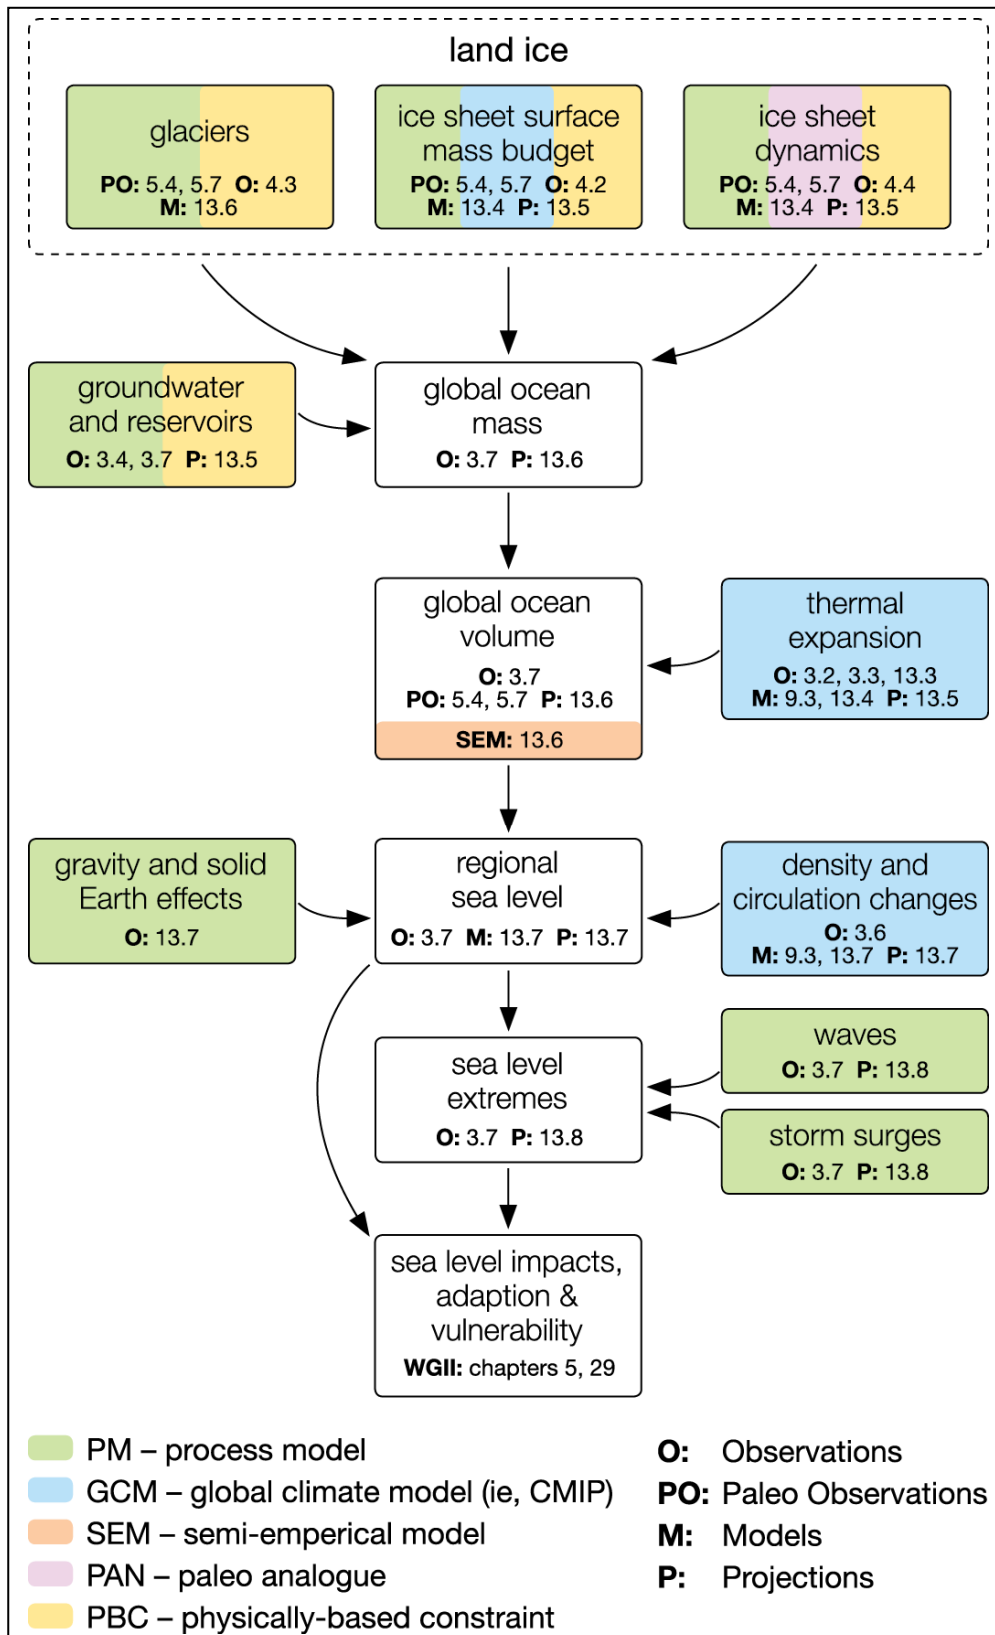 land ice
glaciers
PO: 5.4, 5.7 O: 4.3
M: 13.6
ice sheet surface
mass budget
PO: 5.4, 5.7 O: 4.2
M: 13.4 P: 13.5
ice sheet
dynamics
PO: 5.4, 5.7 O: 4.4
M: 13.4 P: 13.5
groundwater
and reservoirs
O: 3.4, 3.7 P: 13.5
global ocean
mass
O: 3.7 P: 13.6
global ocean
volume
O: 3.7
PO: 5.4, 5.7 P: 13.6
SEM: 13.6
thermal
expansion
O: 3.2, 3.3, 13.3
M: 9.3, 13.4 P: 13.5
gravity and solid
Earth effects
O: 13.7
regional
sea level
O: 3.7 M: 13.7 P: 13.7
density and
circulation changes
O: 3.6
M: 9.3, 13.7 P: 13.7
sea level
extremes
O: 3.7 P: 13.8
waves
O: 3.7 P: 13.8
storm surges
O: 3.7 P: 13.8
sea level impacts,
adaption &
vulnerability
WGII: chapters 5, 29
PM – process model
GCM – global climate model (ie, CMIP)
SEM – semi-emperical model
PAN – paleo analogue
PBC – physically-based constraint
O: Observations
PO: Paleo Observations
M: Models
P: Projections